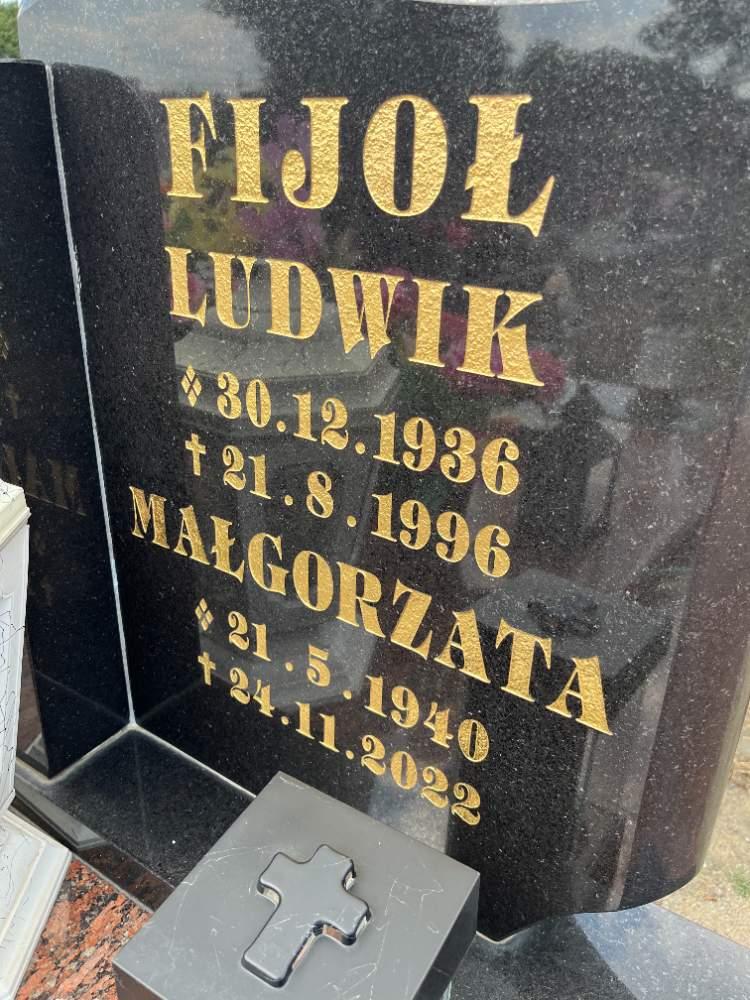 FIJOŁ
LUDWIK
30.12.1936
21.8.1996
MAŁGORZATA
21.5.1940
24.11.2022